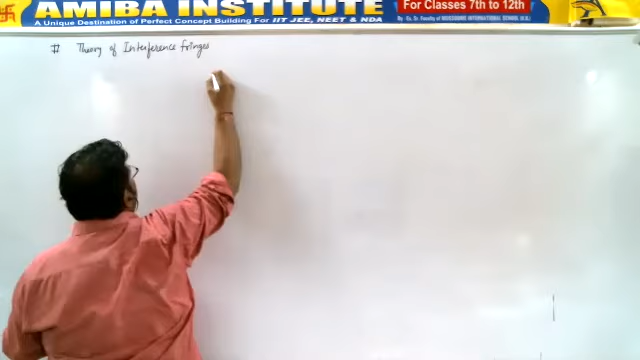 AMIBA INSTITUTE
For Classes 7th to 12th
A Unique Destination of Perfect Concept Building For IIT JEE, NEET & NDA
II Theory of Interference fringes